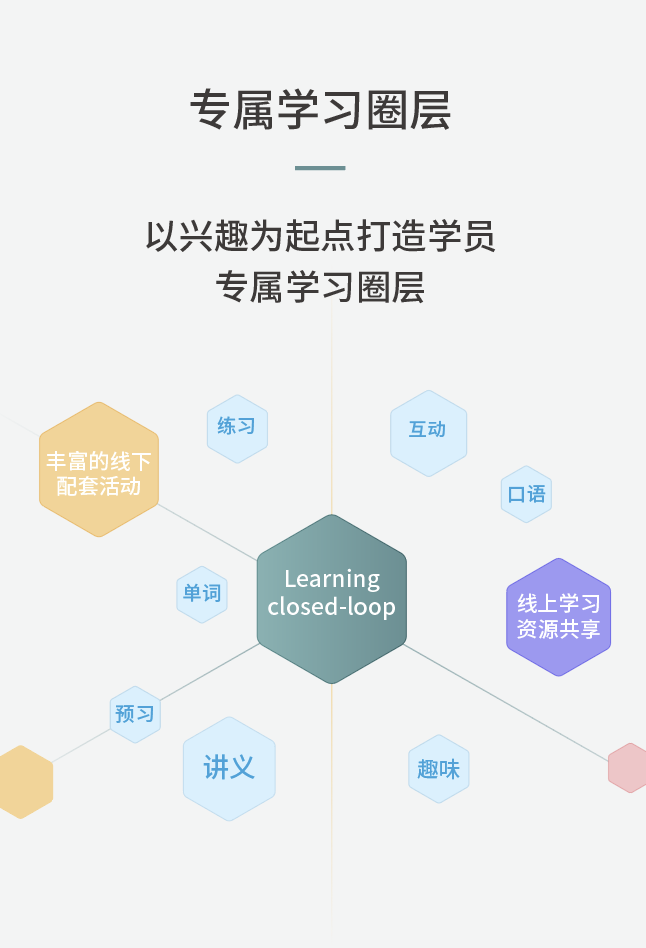 专属学习圈层
以兴趣为起点打造学员
专属学习圈层
练习
互动
丰富的线下
配套活动
口语
Learning
closed-loop
单词
线上学习
资源共享
预习
讲义
趣味